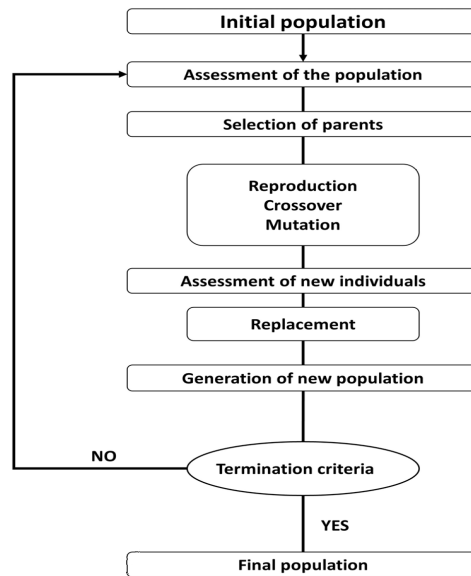 Initial population
Assessment of the population
Selection of parents
Reproduction
Crossover
Mutation
Assessment of new individuals
Replacement
Generation of new population
NO
Termination criteria
YES
Final population